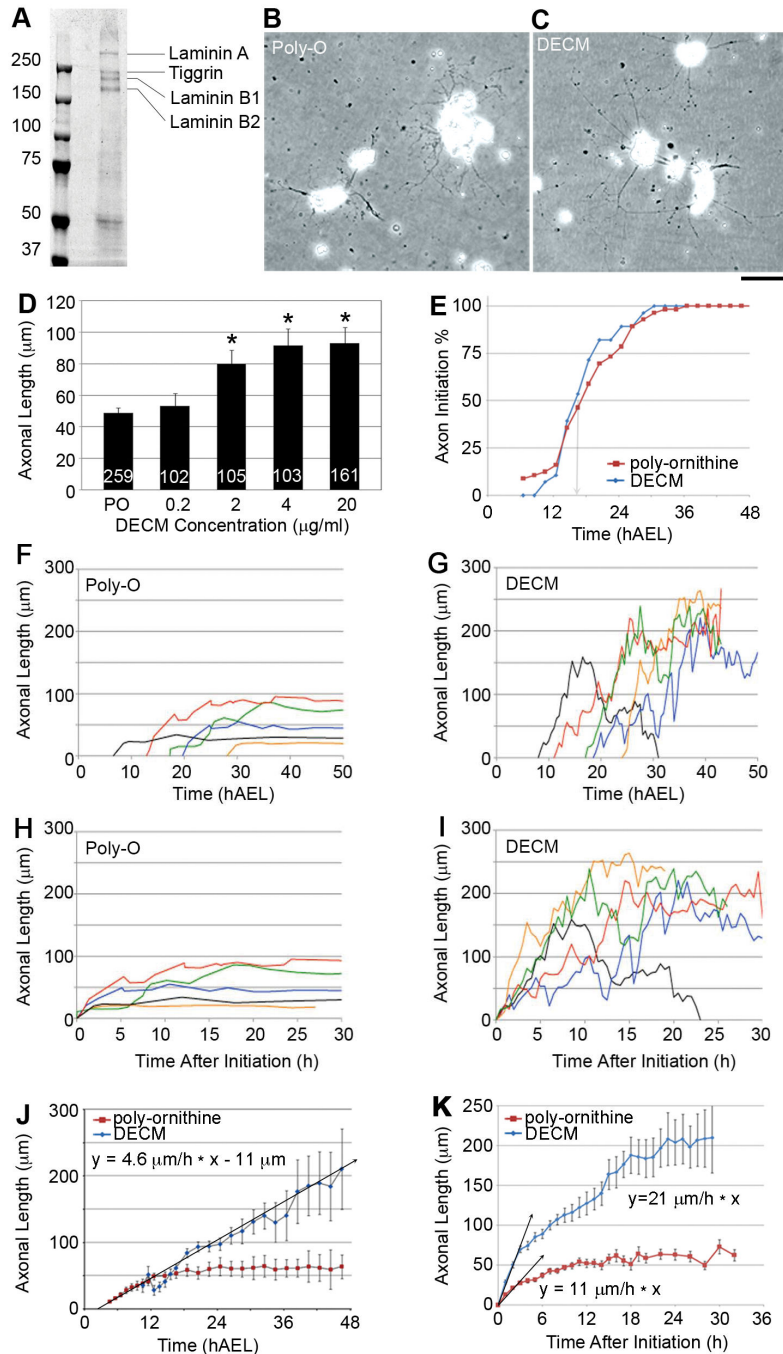 A
250
150
100
75
50
37
Laminin A
Tiggrin
Laminin B1
Laminin B2
B
Poly-O
C
DECM
D
Axonal Length (μm)
120
100
80
60
40
20
0
* * *
259 102 105 103 161
PO 0.2 2 4 20
DECM Concentration (μg/ml)
E
Axon Initiation %
100
75
50
25
0
poly-ornithine
DECM
0 12 24 36 48
Time (hAEL)
F
Poly-O
Axonal Length (μm)
300
200
100
0
0 10 20 30 40 50
Time (hAEL)
G
DECM
Axonal Length (μm)
300
200
100
0
0 10 20 30 40 50
Time (hAEL)
H
Poly-O
Axonal Length (μm)
300
200
100
0
0 5 10 15 20 25 30
Time After Initiation (h)
I
DECM
Axonal Length (μm)
300
200
100
0
0 5 10 15 20 25 30
Time After Initiation (h)
J
Axonal Length (μm)
300
200
100
0
poly-ornithine
DECM
y = 4.6 μm/h * x - 11 μm
0 12 24 36 48
Time (hAEL)
K
Axonal Length (μm)
250
200
150
100
50
0
poly-ornithine
DECM
y=21 μm/h * x
y = 11 μm/h * x
0 6 12 18 24 30 36
Time After Initiation (h)